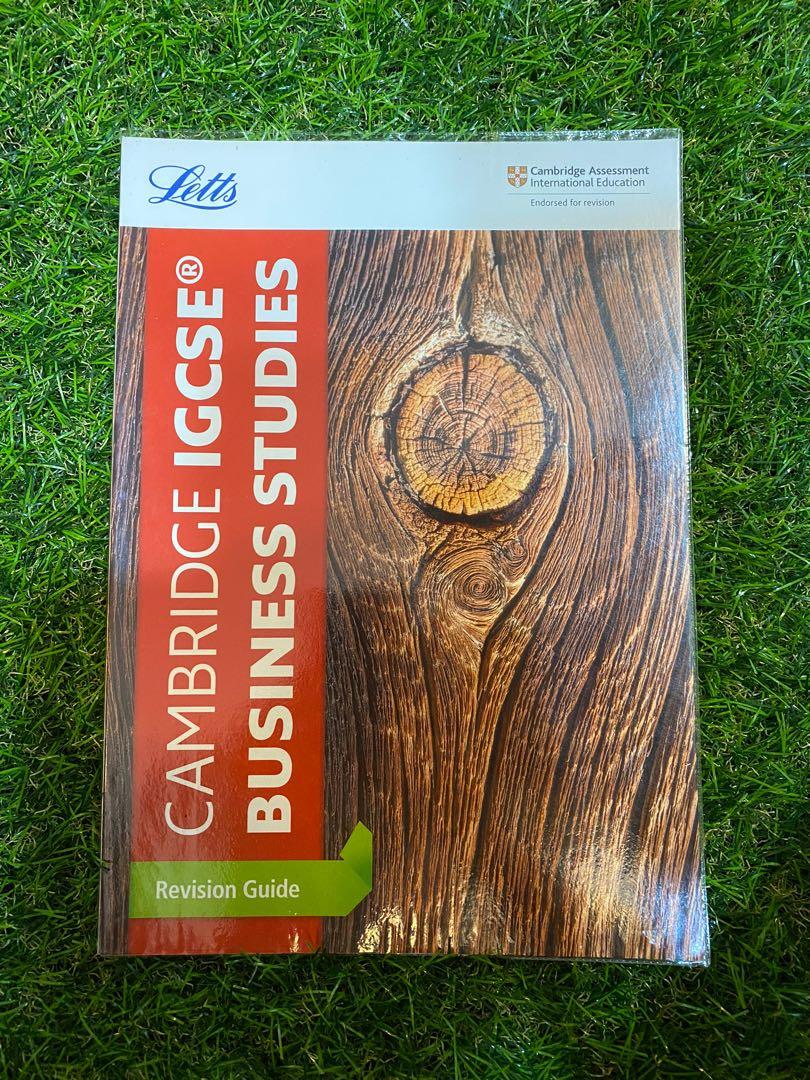 Letts
Cambridge Assessment
International Education
Endorsed for revision
CAMBRIDGE IGCSE®
BUSINESS STUDIES
Revision Guide